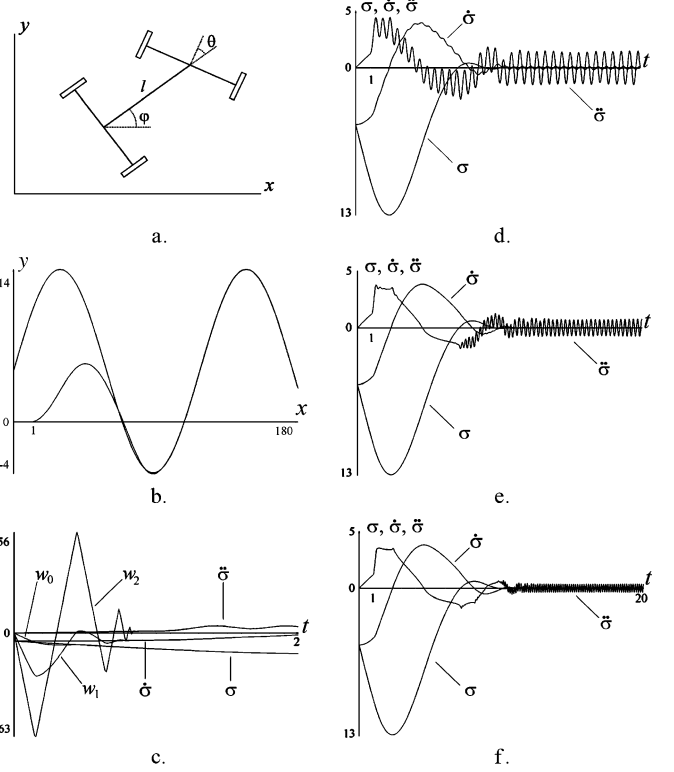 y
θ
l
φ
x
a.
y
14
0
1
180
x
-4
b.
56
w0
w2
σ̈
0
t
2
w1
σ̇
σ
63
c.
5
σ, σ̇, σ̈
σ̇
0
1
t
σ̈
σ
13
d.
5
σ, σ̇, σ̈
σ̇
0
1
t
σ̈
σ
13
e.
5
σ, σ̇, σ̈
σ̇
0
1
t
20
σ̈
σ
13
f.